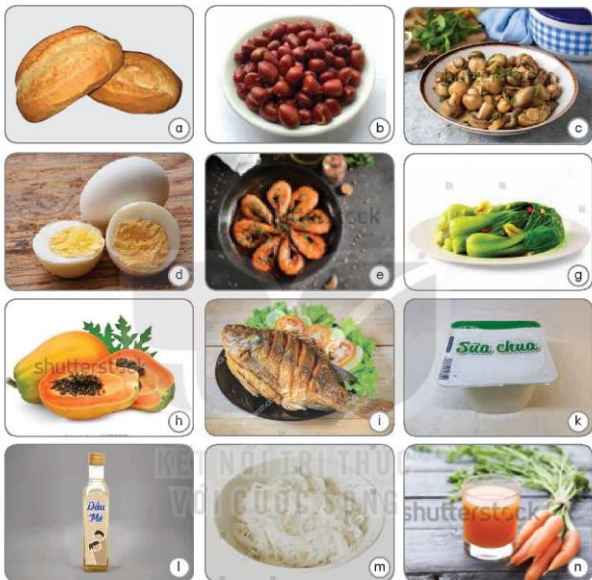 a
b
shutterstock
c
d
shutterstock
e
g
shutterstock
h
i
Sữa chua
k
KẾT NỐI TRI THỨC
VỚI CUỘC SỐNG
Dầu
Mè
l
m
shutterstock
n